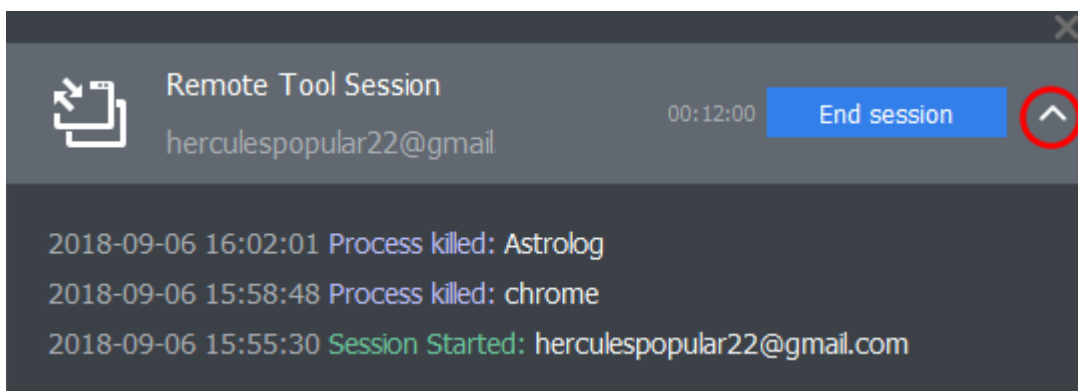 Remote Tool Session
herculespopular22@gmail
00:12:00
End session
2018-09-06 16:02:01 Process killed: Astrolog
2018-09-06 15:58:48 Process killed: chrome
2018-09-06 15:55:30 Session Started: herculespopular22@gmail.com